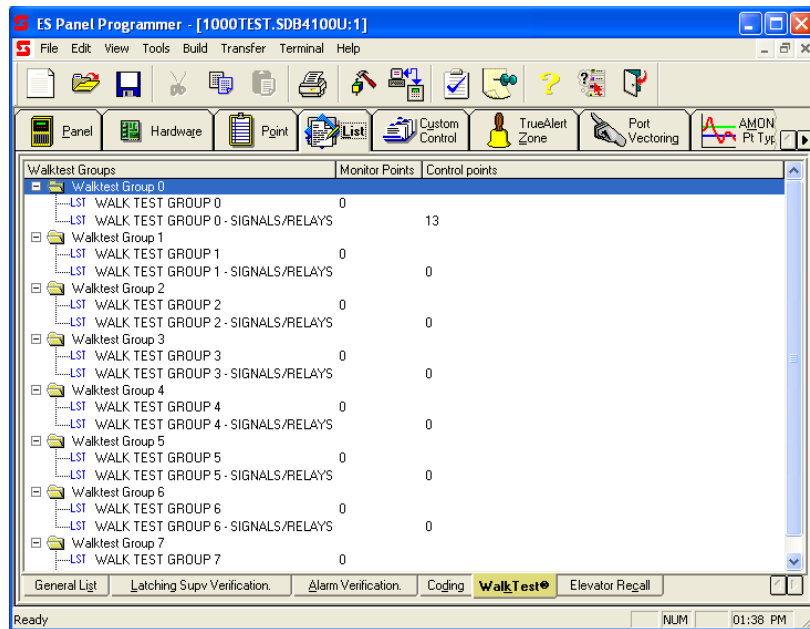 ES Panel Programmer - [1000TEST.SDB4100U:1]
File Edit View Tools Build Transfer Terminal Help
Panel Hardware Point List Custom Control TrueAlert Zone Port Vectoring AMON Pt Typ
Walktest Groups Monitor Points Control points
Walktest Group 0
LST WALK TEST GROUP 0 0
LST WALK TEST GROUP 0 - SIGNALS/RELAYS 13
Walktest Group 1
LST WALK TEST GROUP 1 0
LST WALK TEST GROUP 1 - SIGNALS/RELAYS 0
Walktest Group 2
LST WALK TEST GROUP 2 0
LST WALK TEST GROUP 2 - SIGNALS/RELAYS 0
Walktest Group 3
LST WALK TEST GROUP 3 0
LST WALK TEST GROUP 3 - SIGNALS/RELAYS 0
Walktest Group 4
LST WALK TEST GROUP 4 0
LST WALK TEST GROUP 4 - SIGNALS/RELAYS 0
Walktest Group 5
LST WALK TEST GROUP 5 0
LST WALK TEST GROUP 5 - SIGNALS/RELAYS 0
Walktest Group 6
LST WALK TEST GROUP 6 0
LST WALK TEST GROUP 6 - SIGNALS/RELAYS 0
Walktest Group 7
LST WALK TEST GROUP 7 0
General List Latching Supv Verification. Alarm Verification. Coding WalkTest® Elevator Recall
Ready NUM 01:38 PM